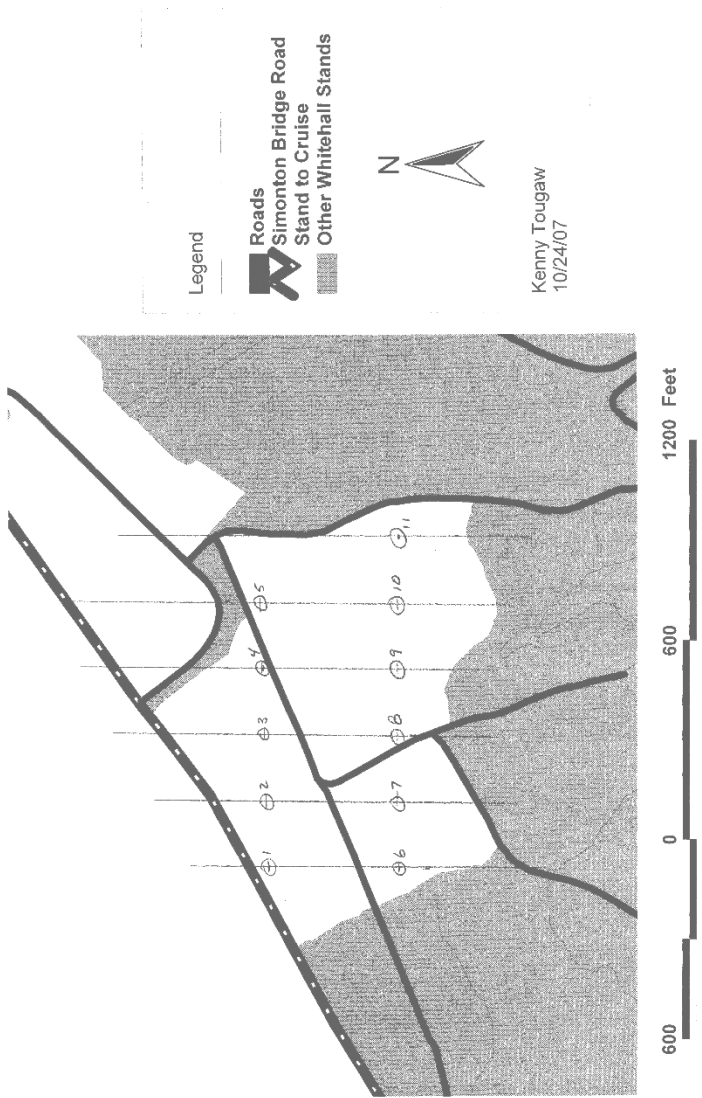 Legend
Roads
Simonton Bridge Road
Stand to Cruise
Other Whitehall Stands
N
Kenny Tougaw
10/24/07
1
2
3
4
5
6
7
8
9
10
11
600 0 600 1200 Feet